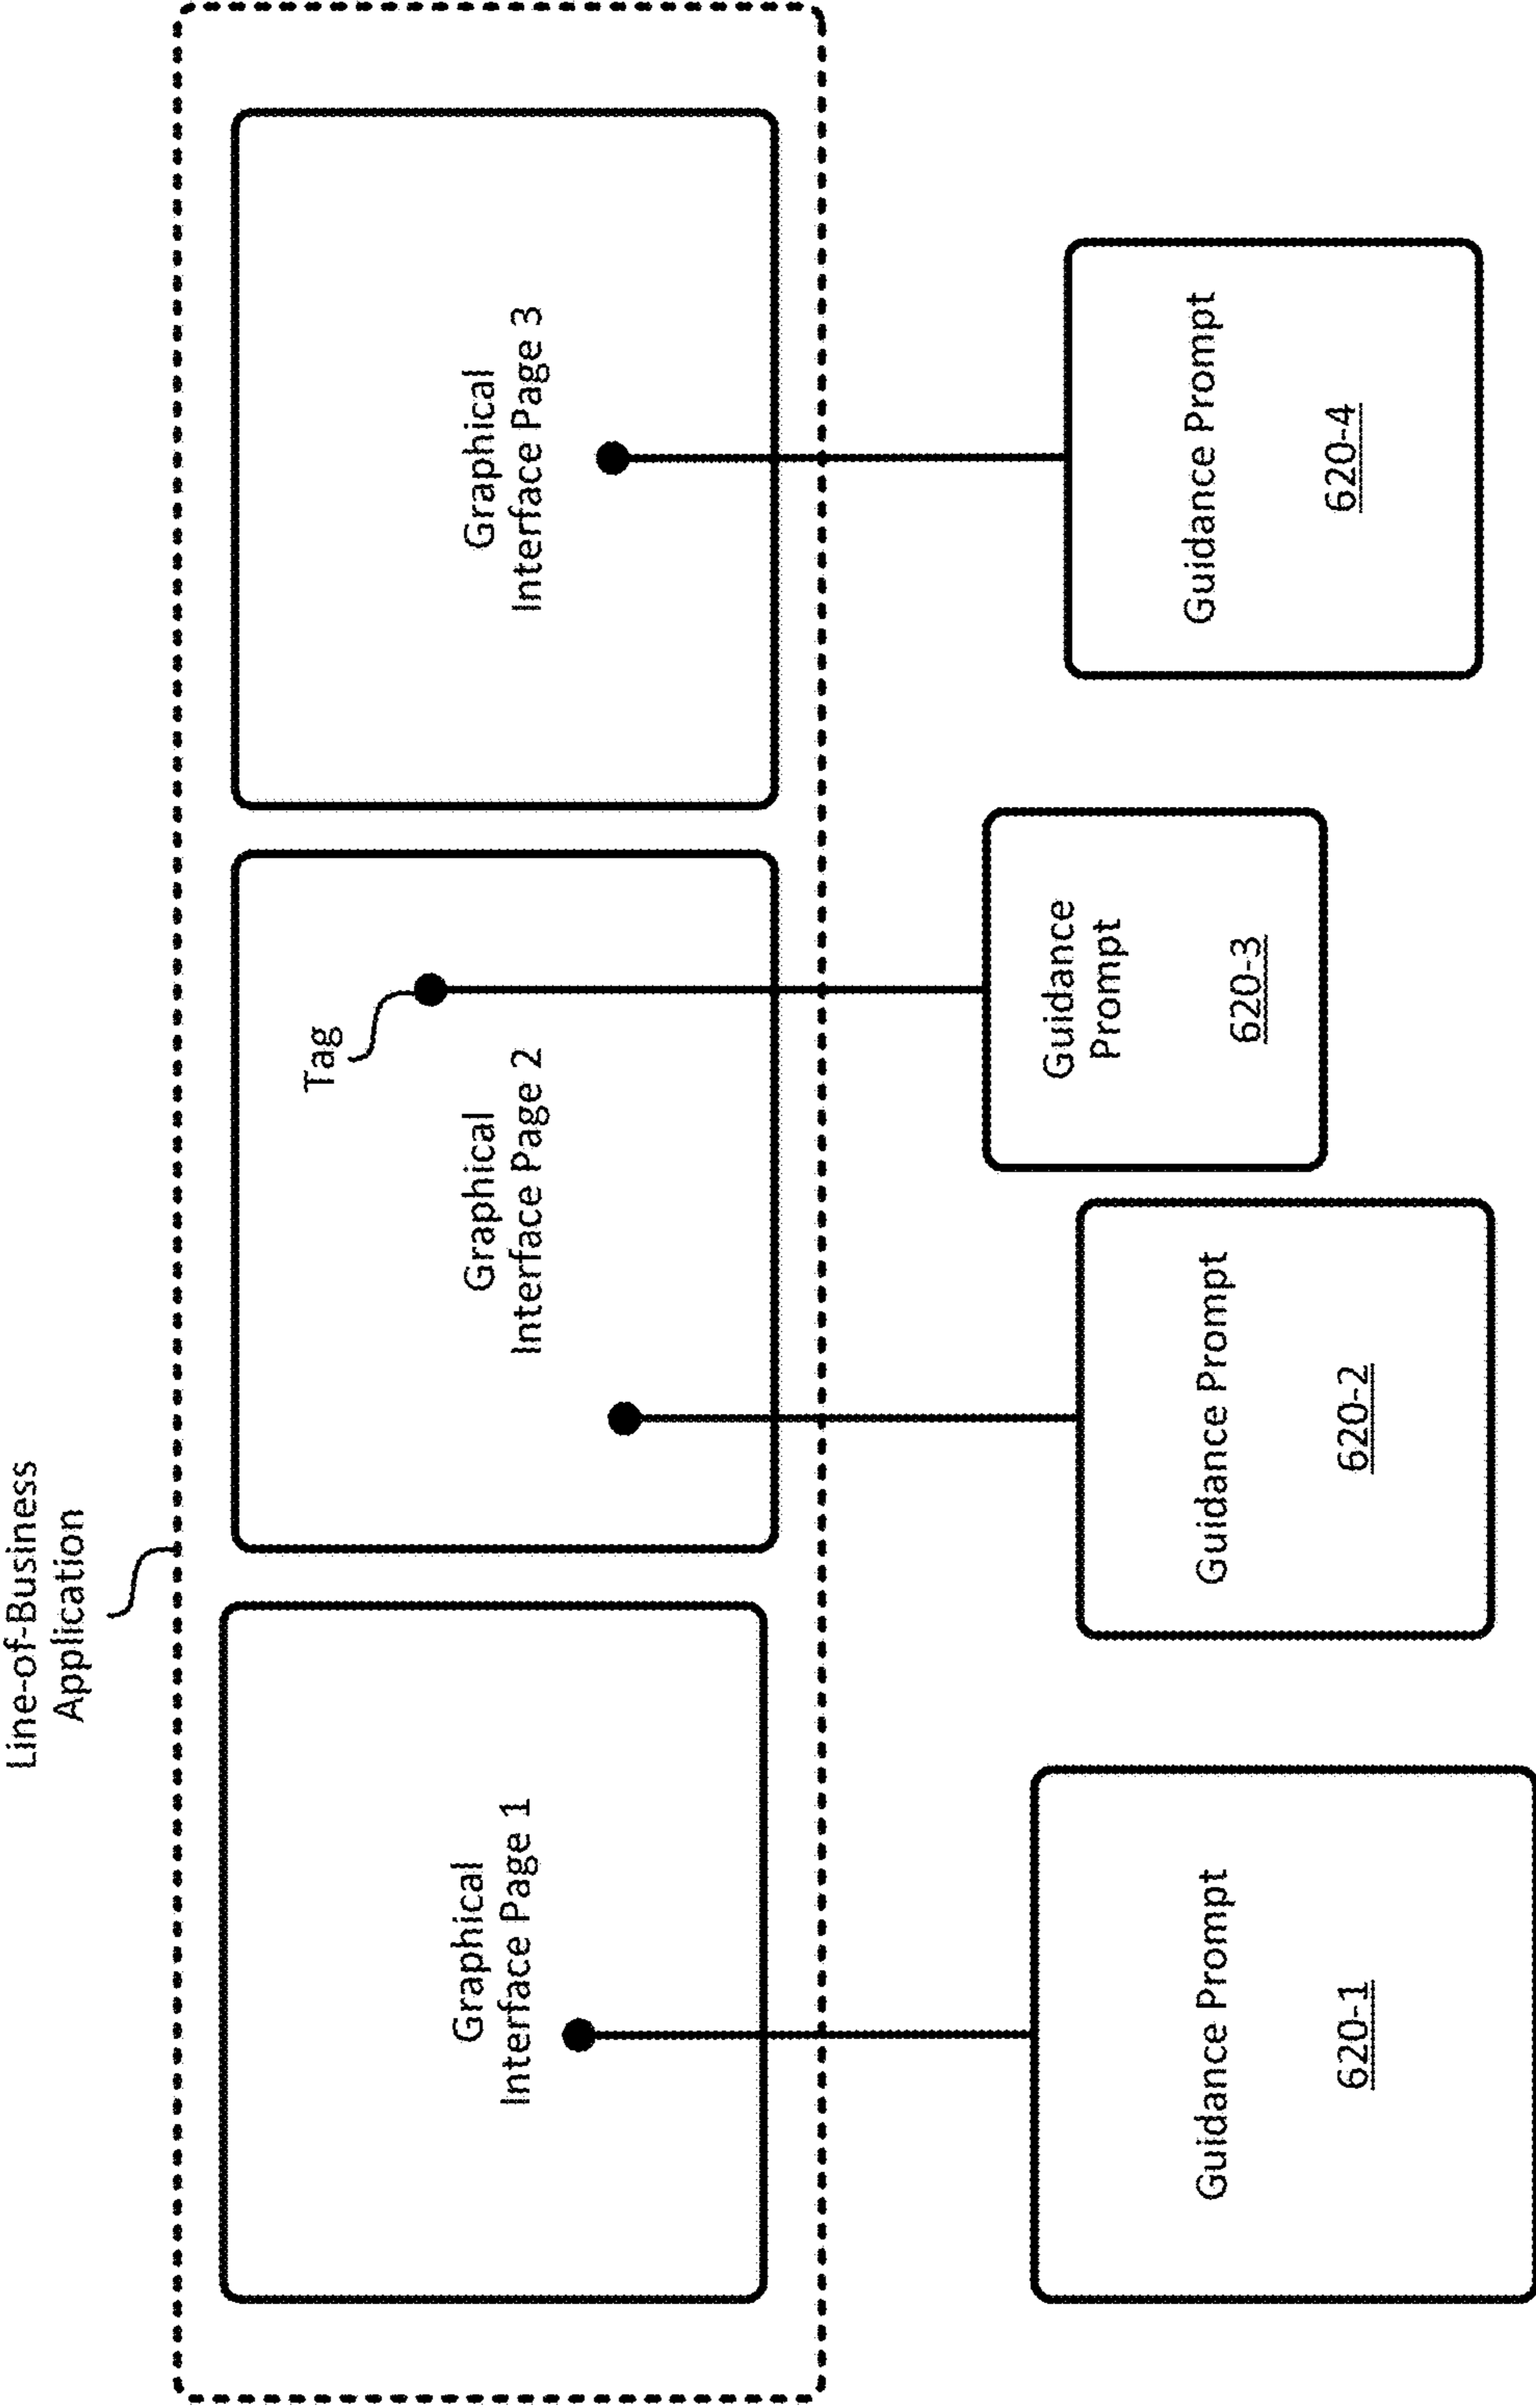 Line-of-Business
Application
Graphical
Interface Page 1
Graphical
Interface Page 2
Tag
Graphical
Interface Page 3
Guidance Prompt
620-1
Guidance Prompt
620-2
Guidance
Prompt
620-3
Guidance Prompt
620-4